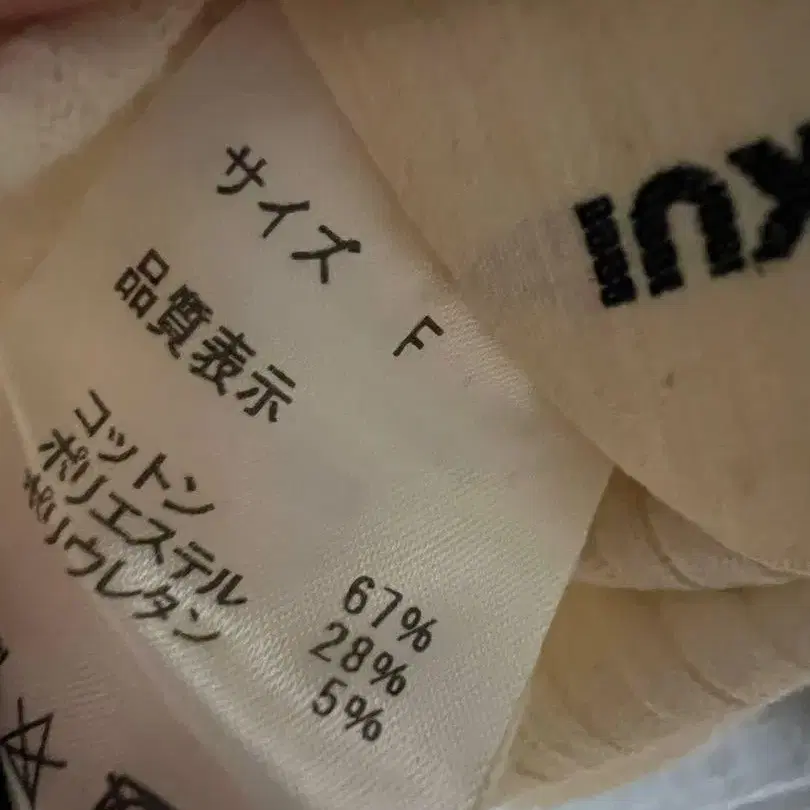 サイズ F
品質表示
コットン 67%
ポリエステル 28%
ポリウレタン 5%
KUI